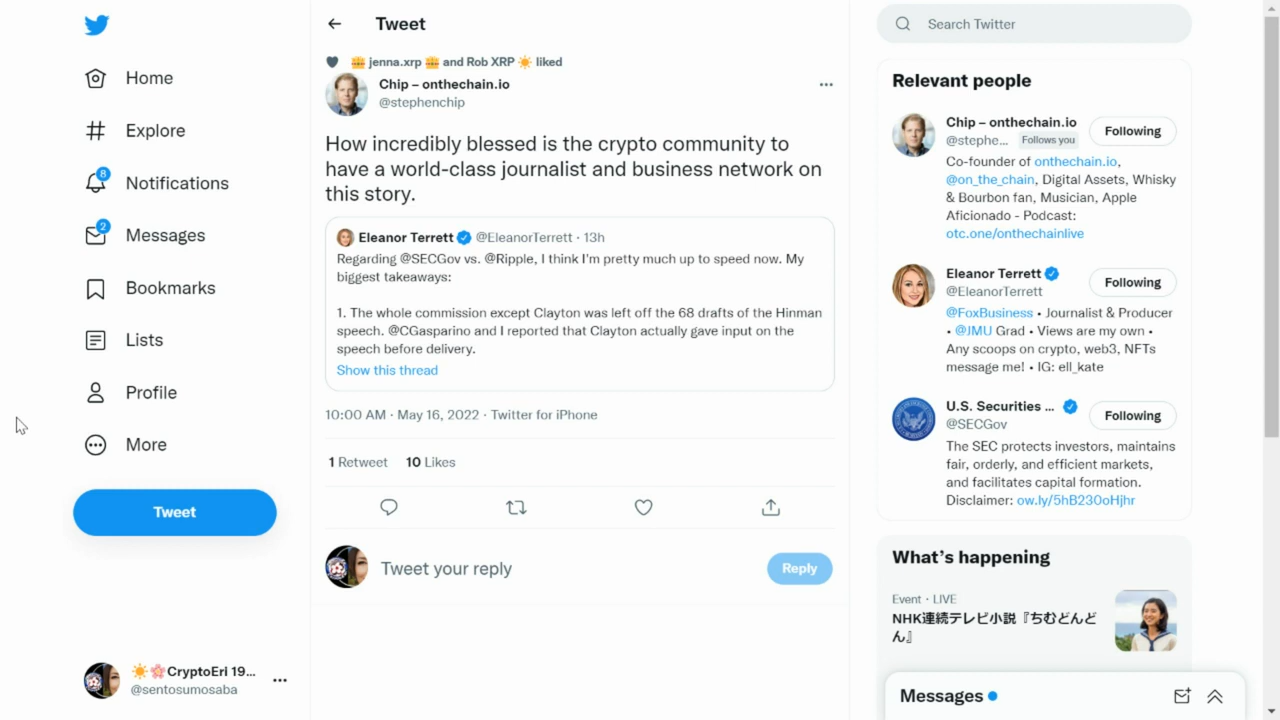 Home
Explore
8
Notifications
2
Messages
Bookmarks
Lists
Profile
More
Tweet
CryptoEri 19...
@sentosumosaba
Tweet
jenna.xrp and Rob XRP liked
Chip – onthechain.io
@stephenchip
How incredibly blessed is the crypto community to
have a world-class journalist and business network on
this story.
Eleanor Terrett @EleanorTerrett · 13h
Regarding @SECGov vs. @Ripple, I think I'm pretty much up to speed now. My
biggest takeaways:
1. The whole commission except Clayton was left off the 68 drafts of the Hinman
speech. @CGasparino and I reported that Clayton actually gave input on the
speech before delivery.
Show this thread
10:00 AM · May 16, 2022 · Twitter for iPhone
1 Retweet 10 Likes
Tweet your reply
Reply
Search Twitter
Relevant people
Chip – onthechain.io
@stephe... Follows you
Following
Co-founder of onthechain.io,
@on_the_chain, Digital Assets, Whisky
& Bourbon fan, Musician, Apple
Aficionado - Podcast:
otc.one/onthechainlive
Eleanor Terrett
@EleanorTerrett
Following
@FoxBusiness • Journalist & Producer
• @JMU Grad • Views are my own •
Any scoops on crypto, web3, NFTs
message me! • IG: ell_kate
U.S. Securities ...
@SECGov
Following
The SEC protects investors, maintains
fair, orderly, and efficient markets,
and facilitates capital formation.
Disclaimer: ow.ly/5hB230oHjhr
What's happening
Event · LIVE
NHK連続テレビ小説『ちむどんど
ん』
Messages